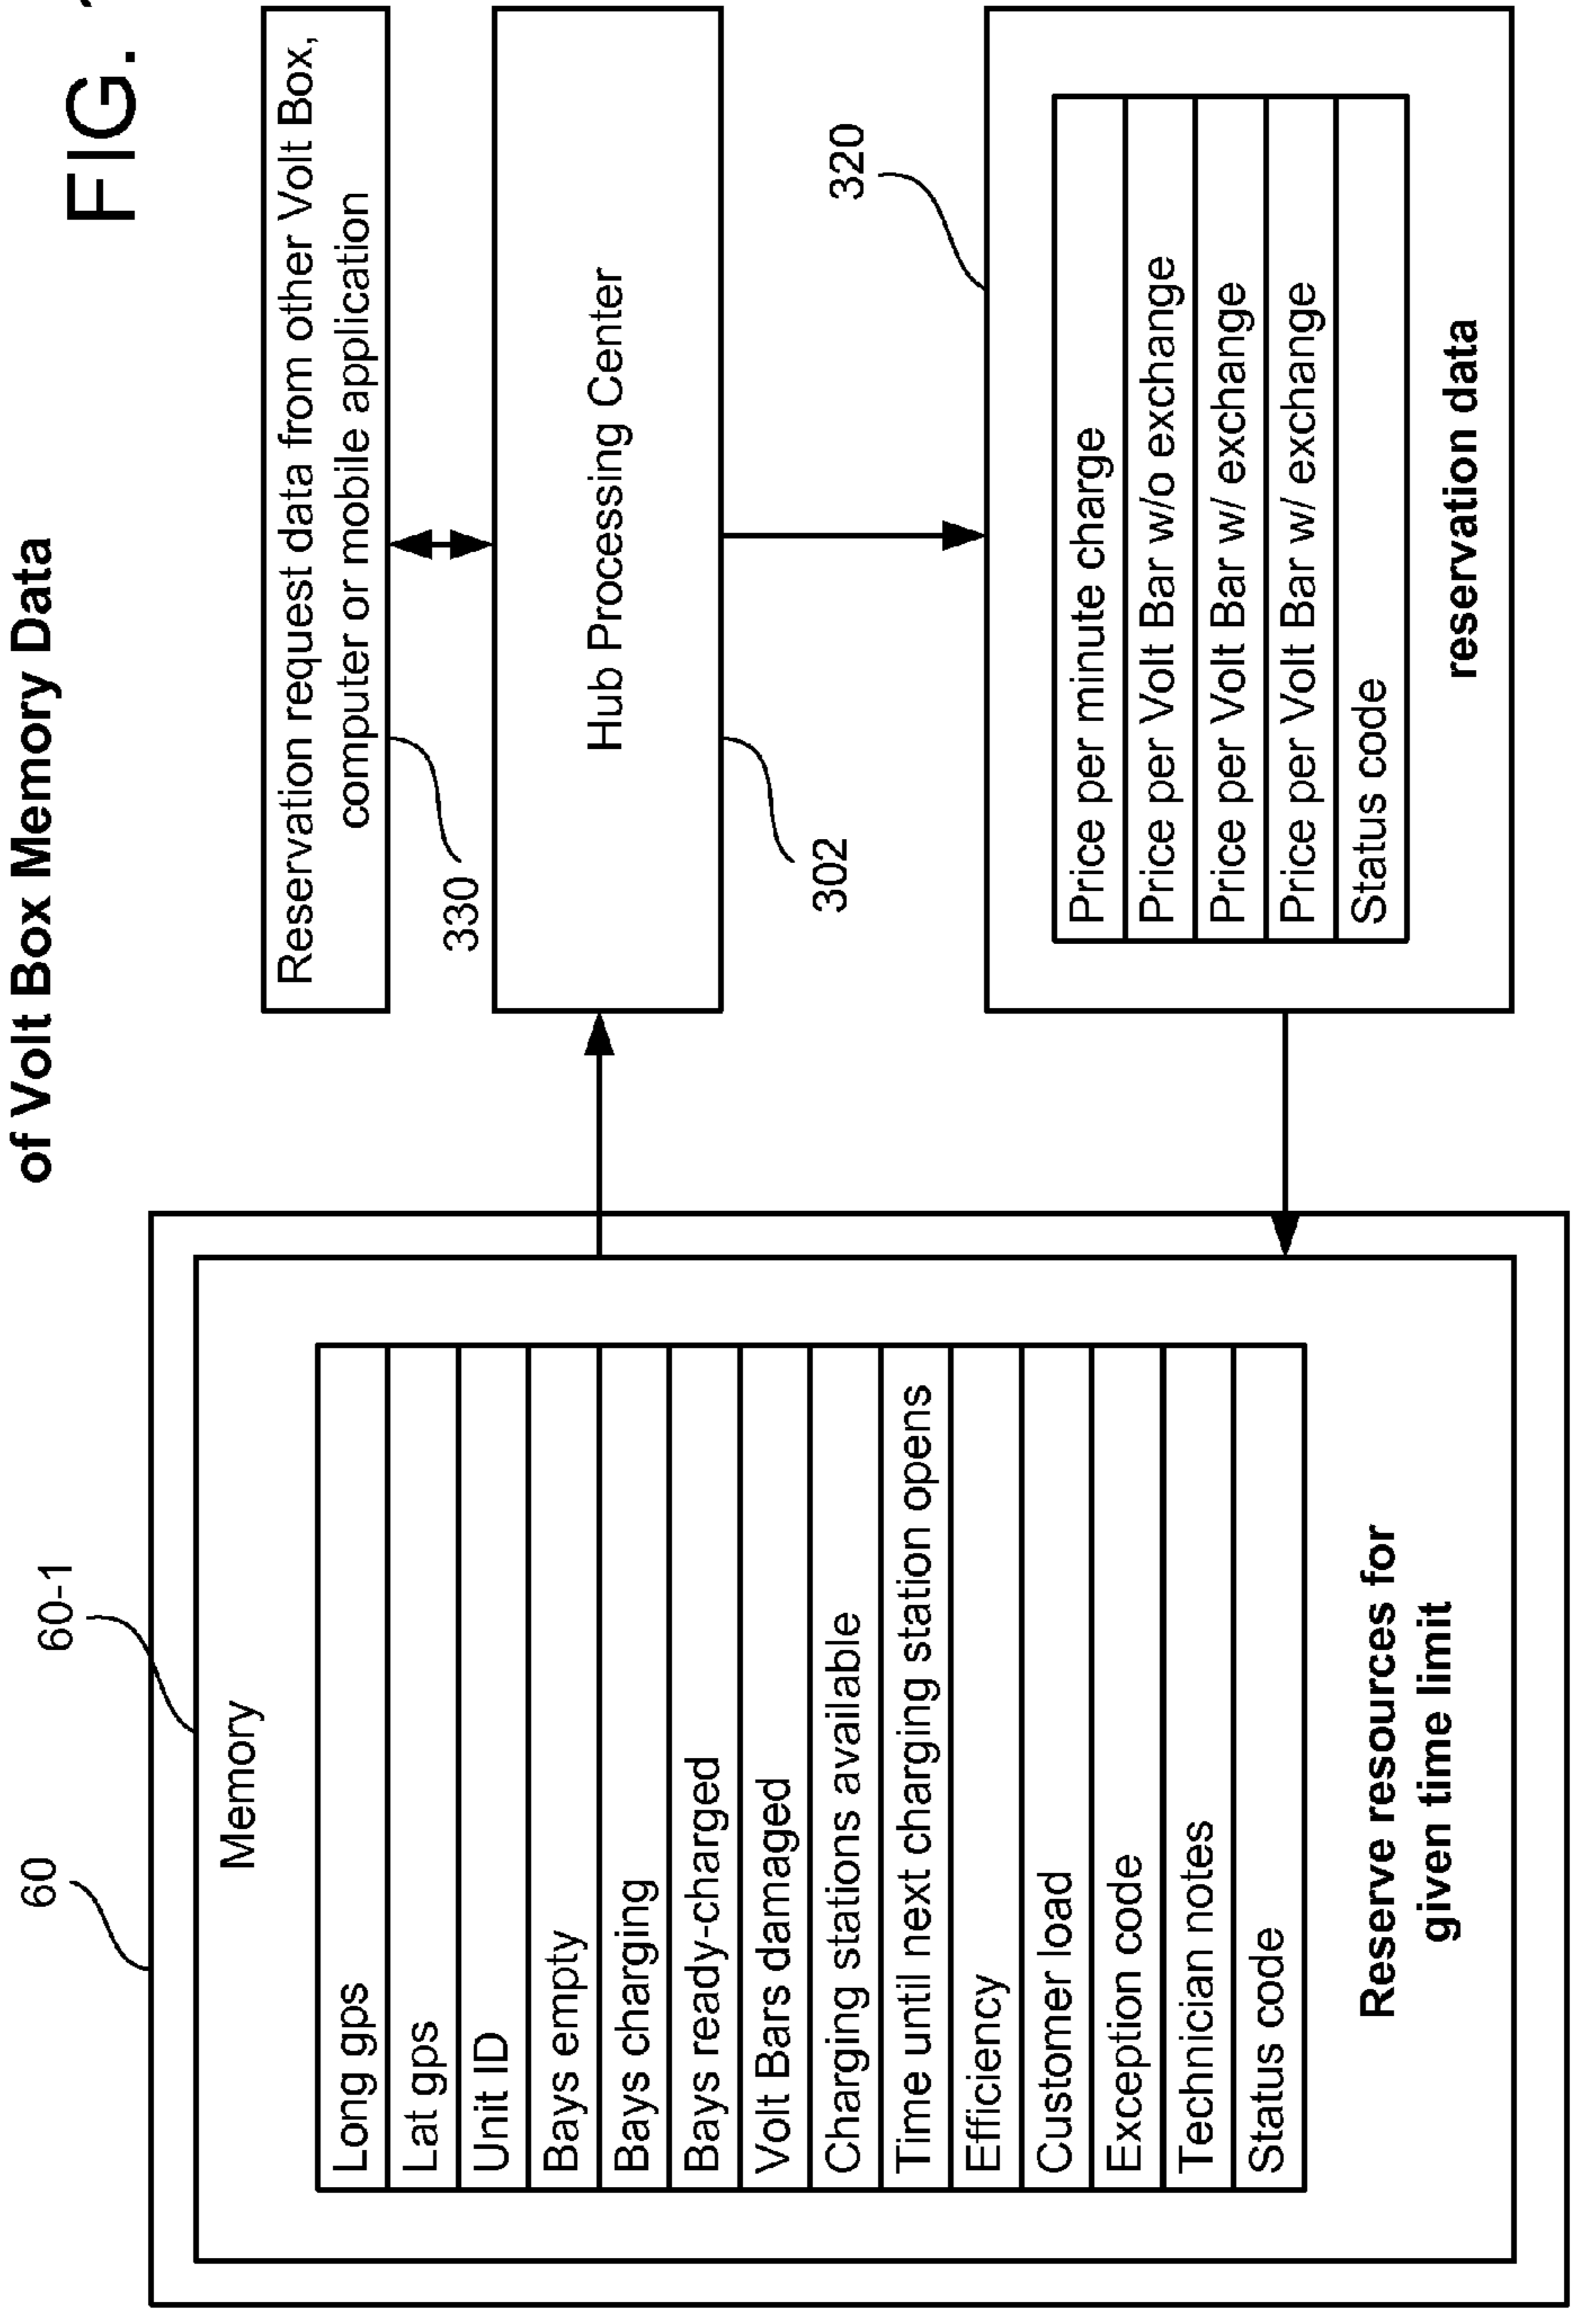 of Volt Box Memory Data
FIG.
60
60-1
Memory
Long gps
Lat gps
Unit ID
Bays empty
Bays charging
Bays ready-charged
Volt Bars damaged
Charging stations available
Time until next charging station opens
Efficiency
Customer load
Exception code
Technician notes
Status code
Reserve resources for
given time limit
Reservation request data from other Volt Box,
computer or mobile application
330
Hub Processing Center
302
320
Price per minute charge
Price per Volt Bar w/o exchange
Price per Volt Bar w/ exchange
Price per Volt Bar w/ exchange
Status code
reservation data